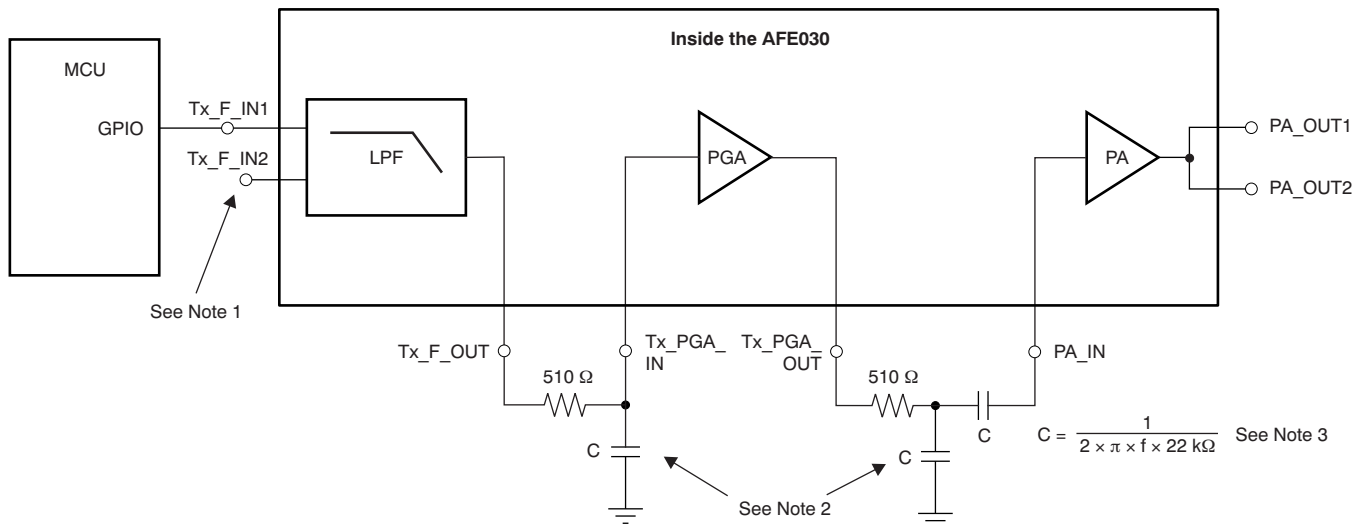 Inside the AFE030
MCU
GPIO
Tx_F_IN1
Tx_F_IN2
LPF
PGA
PA
PA_OUT1
PA_OUT2
See Note 1
Tx_F_OUT
Tx_PGA_
IN
Tx_PGA_
OUT
PA_IN
510 Ω
510 Ω
C
C
C
C = 1 / 2 × π × f × 22 kΩ
See Note 3
See Note 2